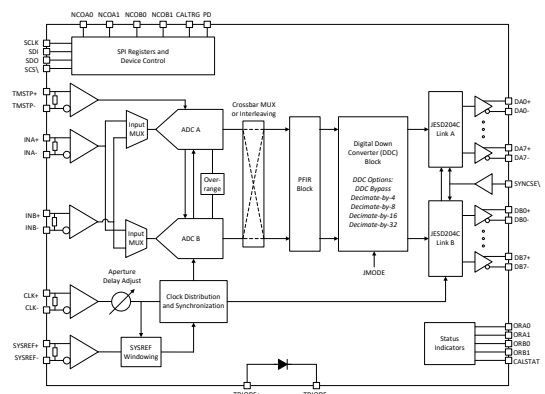 NCOA0 NCOA1 NCOB0 NCOB1 CALTRG PD
SCLK
SDI
SDO
SCS\
SPI Registers and
Device Control
TMSTP+
TMSTP-
INA+
INA-
Input
MUX
ADC A
Crossbar MUX
or Interleaving
Over-
range
INB+
INB-
Input
MUX
ADC B
PFIR
Block
Digital Down
Converter (DDC)
Block
DDC Options:
DDC Bypass
Decimate-by-4
Decimate-by-8
Decimate-by-16
Decimate-by-32
JMODE
JESD204C
Link A
JESD204C
Link B
DA0+
DA0-
DA7+
DA7-
SYNCSE\
DB0+
DB0-
DB7+
DB7-
CLK+
CLK-
Aperture
Delay Adjust
Clock Distribution
and Synchronization
SYSREF+
SYSREF-
SYSREF
Windowing
Status
Indicators
ORA0
ORA1
ORB0
ORB1
CALSTAT